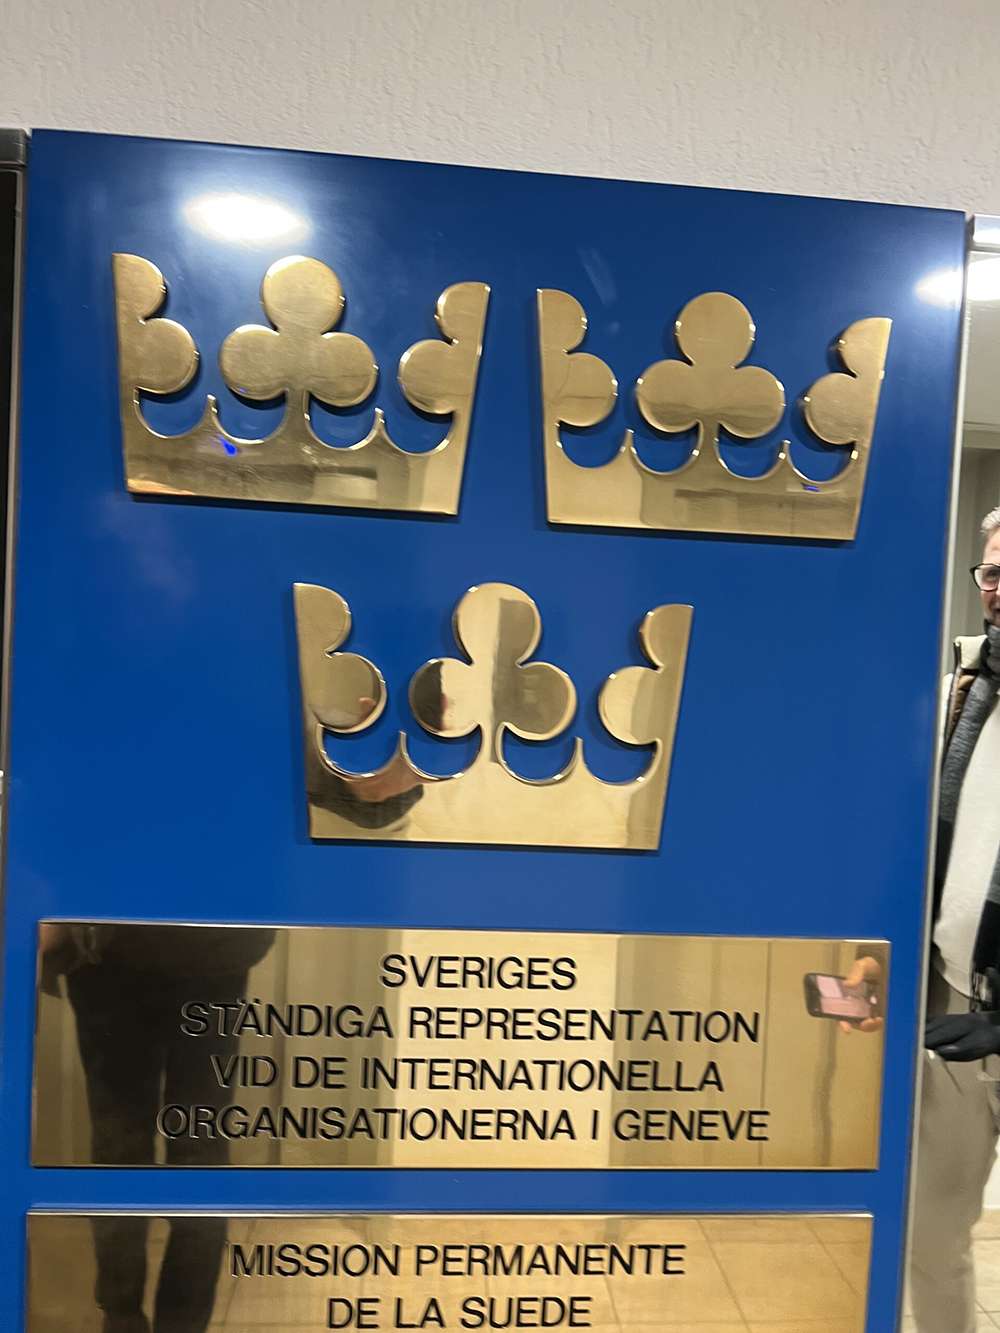 SVERIGES
STÄNDIGA REPRESENTATION
VID DE INTERNATIONELLA
ORGANISATIONERNA I GENEVE
MISSION PERMANENTE
DE LA SUEDE